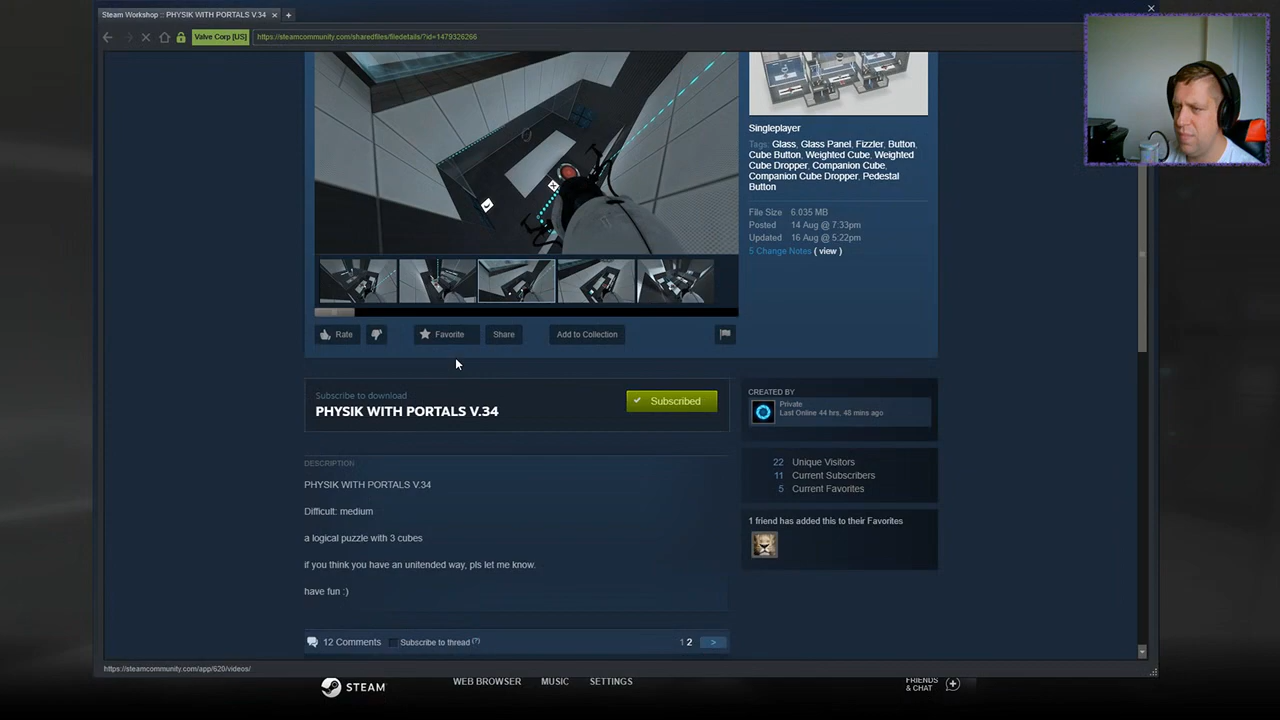 Steam Workshop :: PHYSIK WITH PORTALS V.34
Valve Corp [US]
https://steamcommunity.com/sharedfiles/filedetails/?id=1479326266
Singleplayer
Tags: Glass, Glass Panel, Fizzler, Button,
Cube Button, Weighted Cube, Weighted
Cube Dropper, Companion Cube,
Companion Cube Dropper, Pedestal
Button
File Size 6.035 MB
Posted 14 Aug @ 7:33pm
Updated 16 Aug @ 5:22pm
5 Change Notes ( view )
Rate
Favorite
Share
Add to Collection
Subscribe to download
PHYSIK WITH PORTALS V.34
Subscribed
CREATED BY
Private
Last Online 44 hrs, 48 mins ago
22 Unique Visitors
11 Current Subscribers
5 Current Favorites
1 friend has added this to their Favorites
DESCRIPTION
PHYSIK WITH PORTALS V.34
Difficult: medium
a logical puzzle with 3 cubes
if you think you have an unitended way, pls let me know.
have fun :)
12 Comments Subscribe to thread (?) 1 2 >
https://steamcommunity.com/app/620/videos/
STEAM
WEB BROWSER MUSIC SETTINGS
FRIENDS
& CHAT